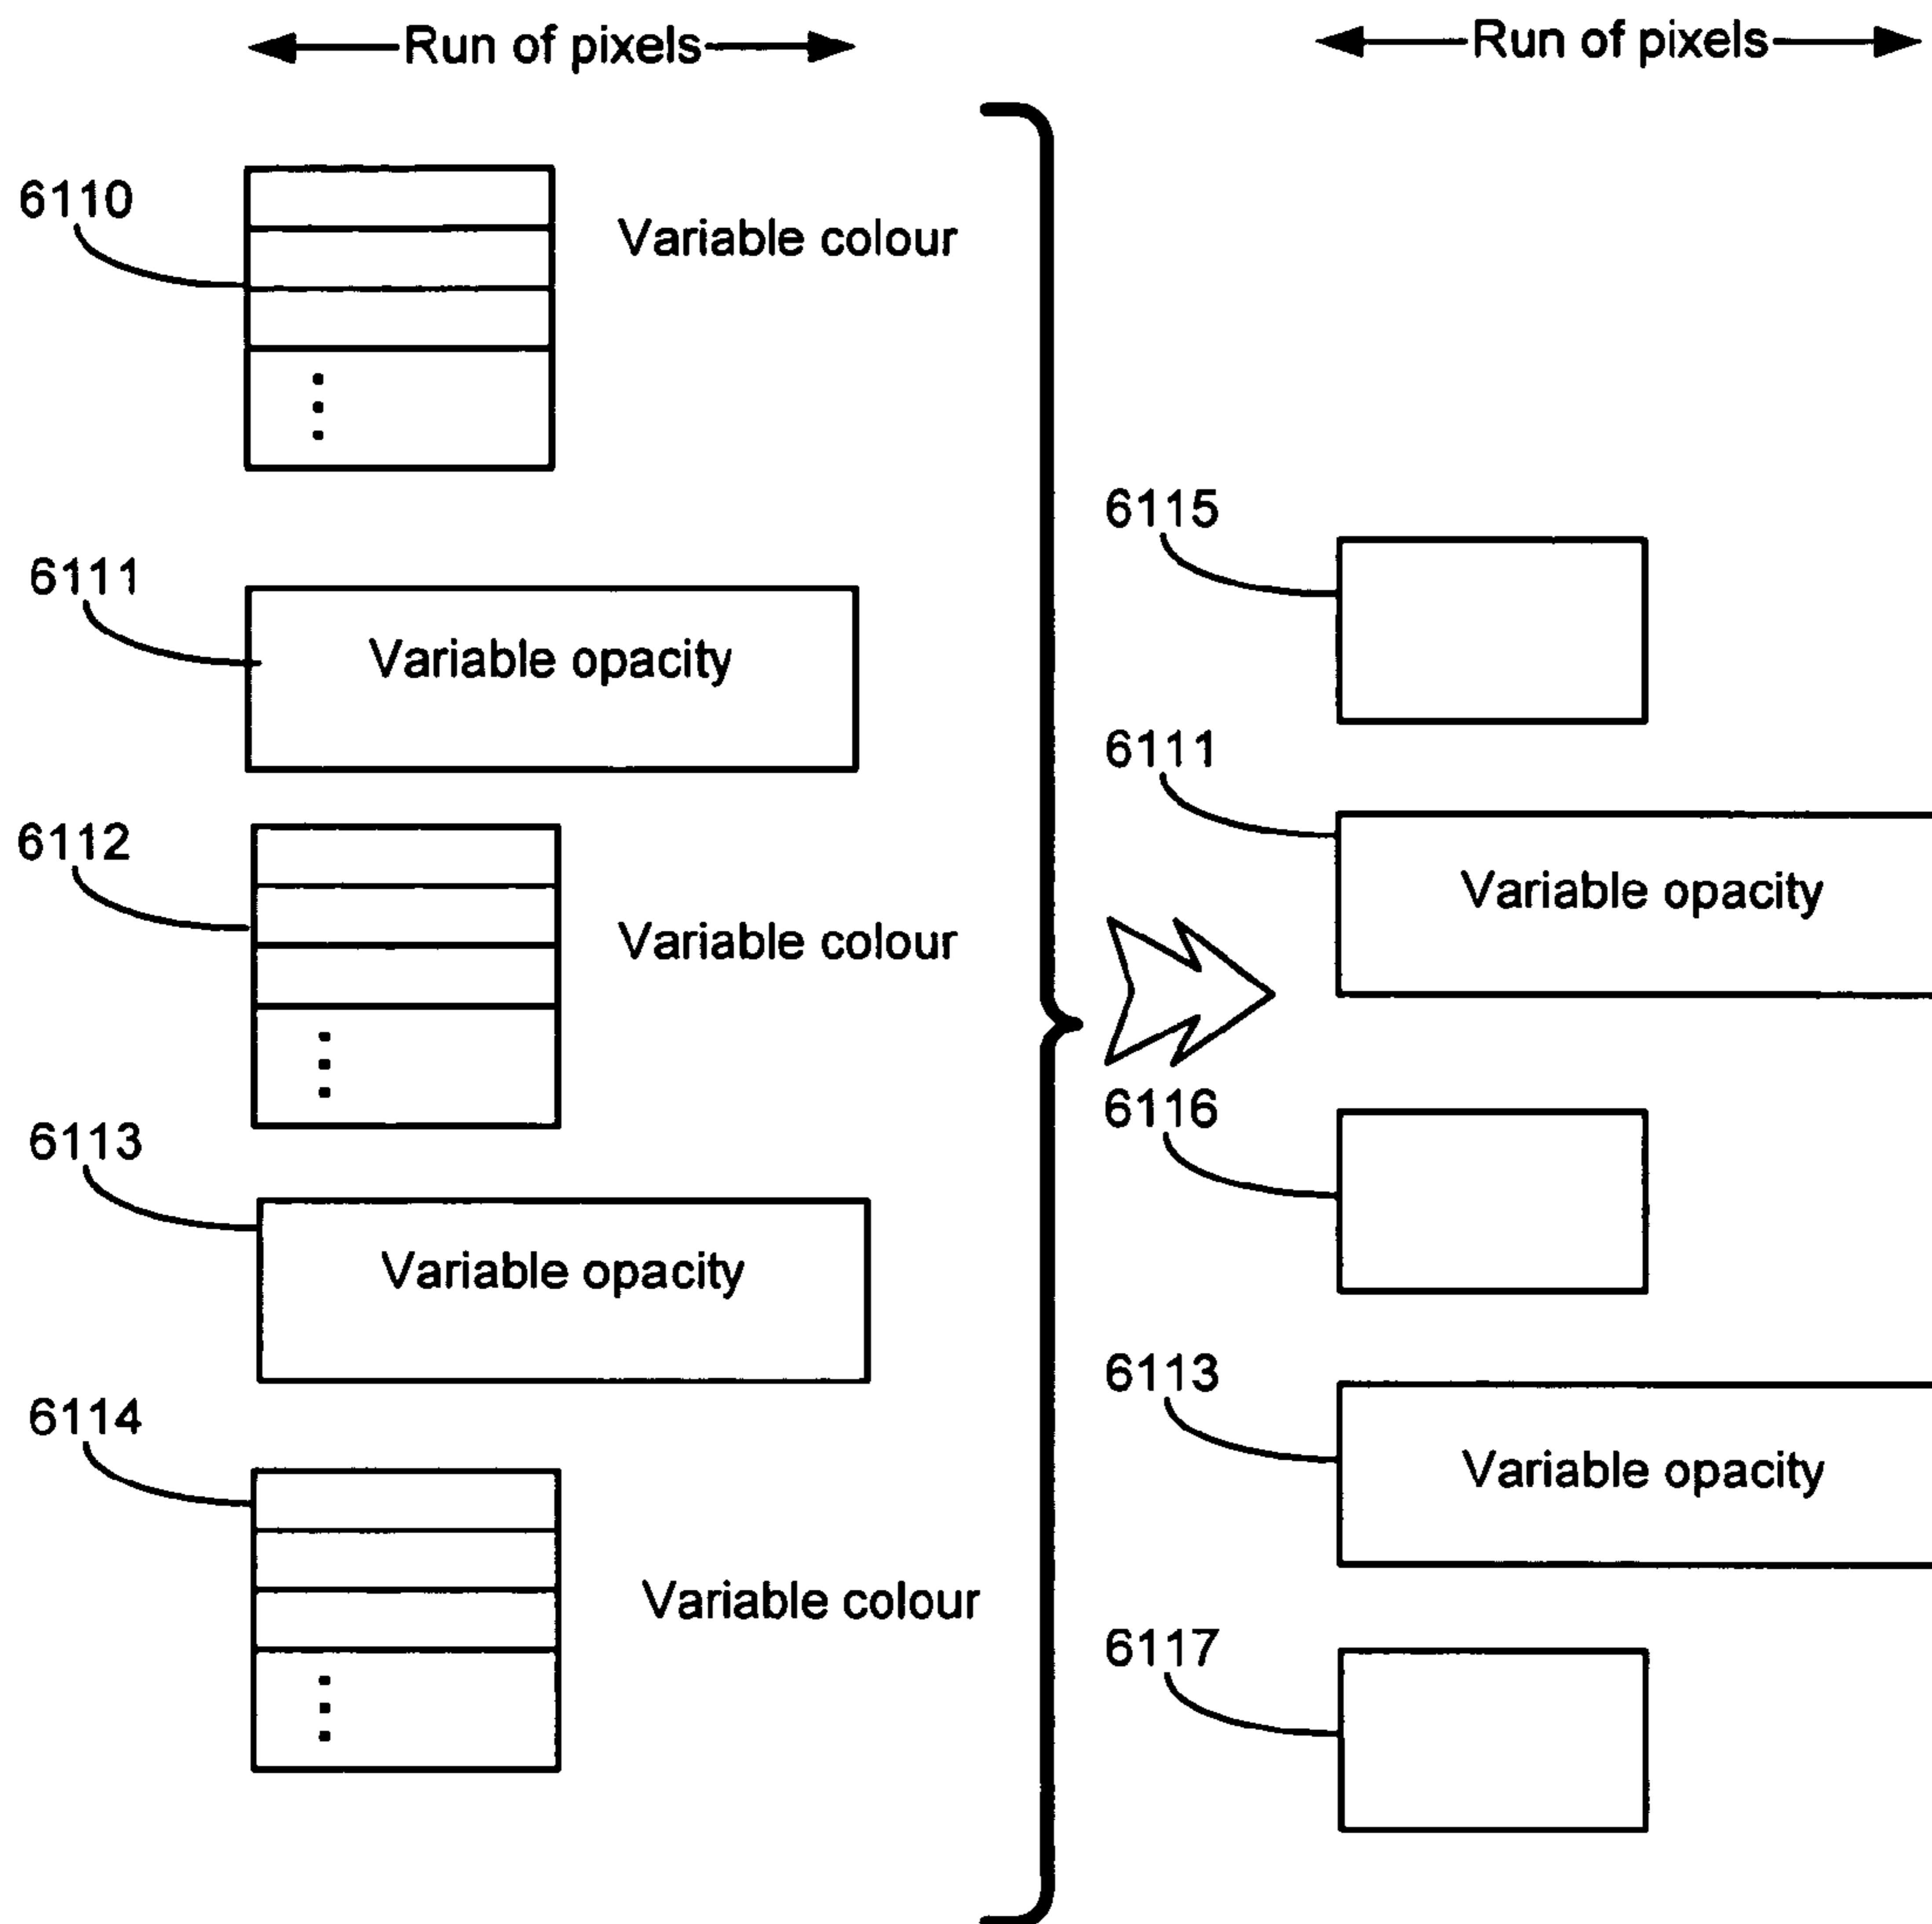 Run of pixels
6110
Variable colour
6111
Variable opacity
6112
Variable colour
6113
Variable opacity
6114
Variable colour
Run of pixels
6115
6111
Variable opacity
6116
6113
Variable opacity
6117